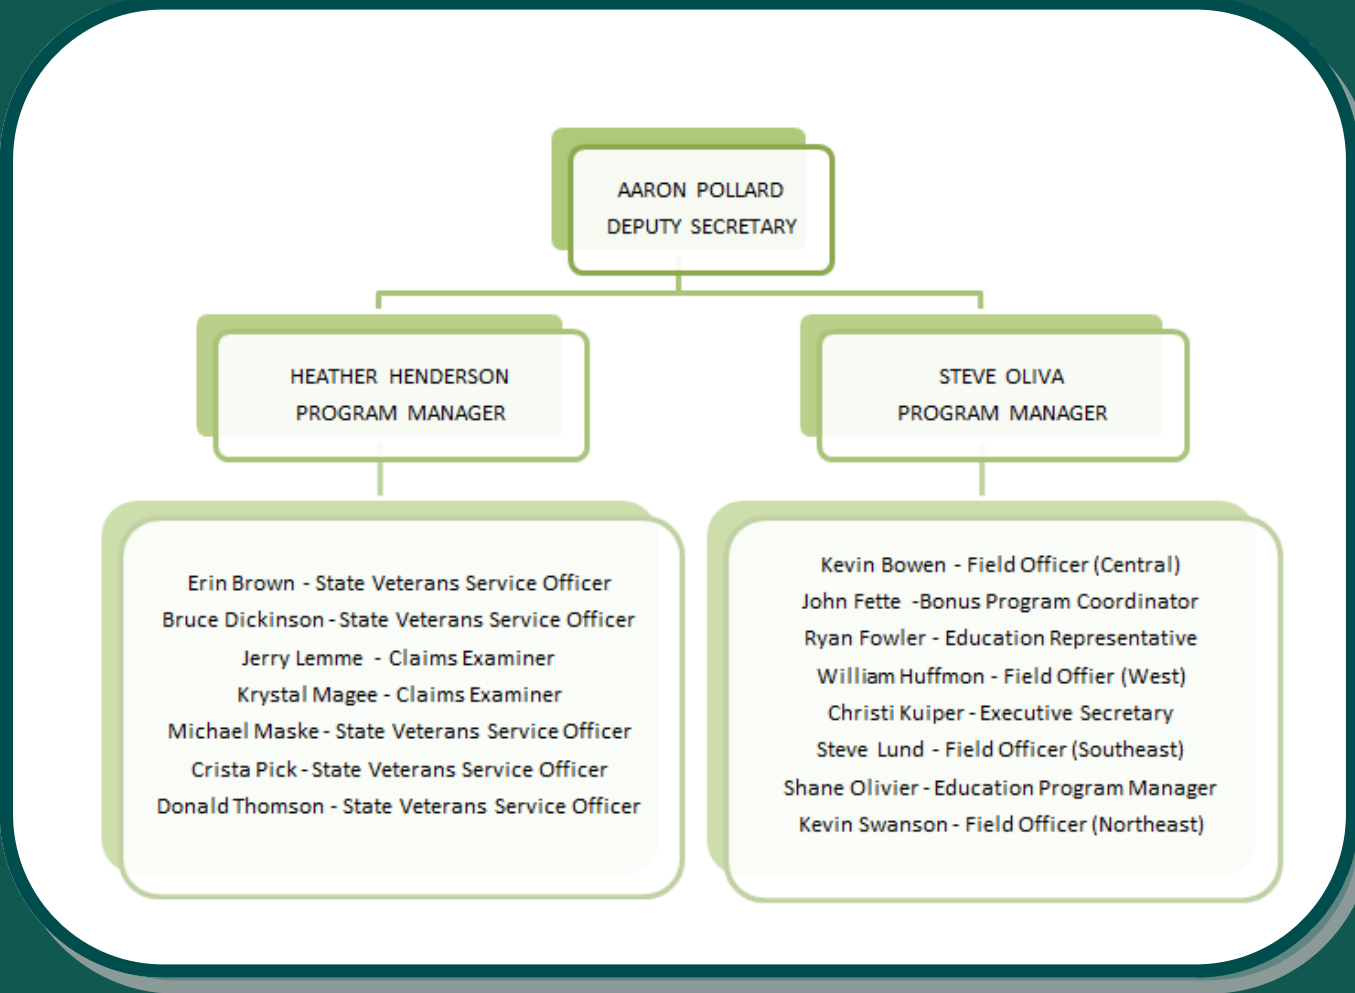 AARON POLLARD
DEPUTY SECRETARY
HEATHER HENDERSON
PROGRAM MANAGER
STEVE OLIVA
PROGRAM MANAGER
Erin Brown - State Veterans Service Officer
Bruce Dickinson - State Veterans Service Officer
Jerry Lemme - Claims Examiner
Krystal Magee - Claims Examiner
Michael Maske - State Veterans Service Officer
Crista Pick - State Veterans Service Officer
Donald Thomson - State Veterans Service Officer
Kevin Bowen - Field Officer (Central)
John Fette -Bonus Program Coordinator
Ryan Fowler - Education Representative
William Huffmon - Field Offier (West)
Christi Kuiper - Executive Secretary
Steve Lund - Field Officer (Southeast)
Shane Olivier - Education Program Manager
Kevin Swanson - Field Officer (Northeast)